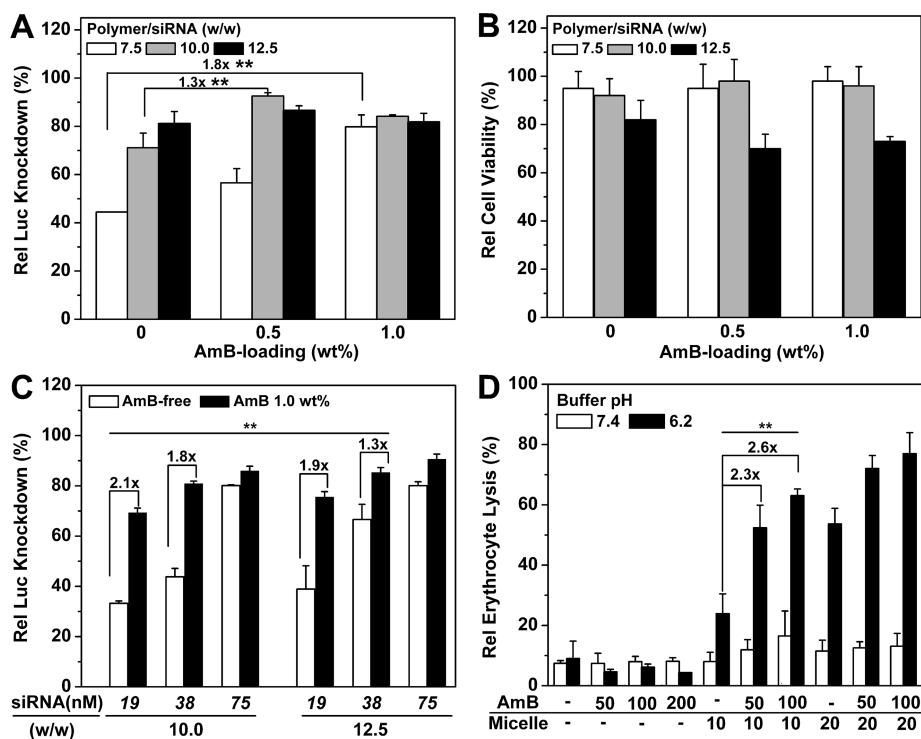 A
Polymer/siRNA (w/w)
7.5 10.0 12.5
1.8x **
1.3x **
Rel Luc Knockdown (%)
120
100
80
60
40
20
0
0 0.5 1.0
AmB-loading (wt%)
B
Polymer/siRNA (w/w)
7.5 10.0 12.5
Rel Cell Viability (%)
120
100
80
60
40
20
0
0 0.5 1.0
AmB-loading (wt%)
C
AmB-free AmB 1.0 wt%
**
2.1x 1.8x 1.9x 1.3x
Rel Luc Knockdown (%)
120
100
80
60
40
20
0
siRNA(nM) 19 38 75 19 38 75
(w/w) 10.0 12.5
D
Buffer pH
7.4 6.2
**
2.6x
2.3x
Rel Erythrocyte Lysis (%)
100
80
60
40
20
0
AmB - 50 100 200 - 50 100 - 50 100
Micelle - - - - 10 10 10 20 20 20